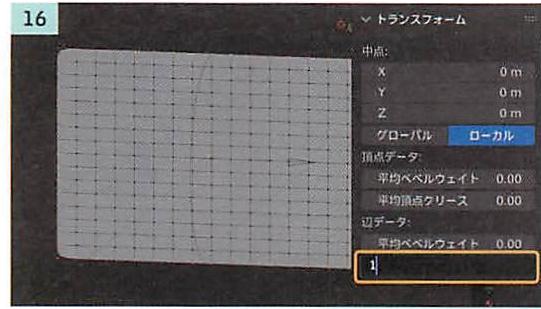 16
トランスフォーム
中点:
X 0 m
Y 0 m
Z 0 m
グローバル ローカル
頂点データ:
平均ベベルウェイト 0.00
平均頂点クリース 0.00
辺データ:
平均ベベルウェイト 0.00
1